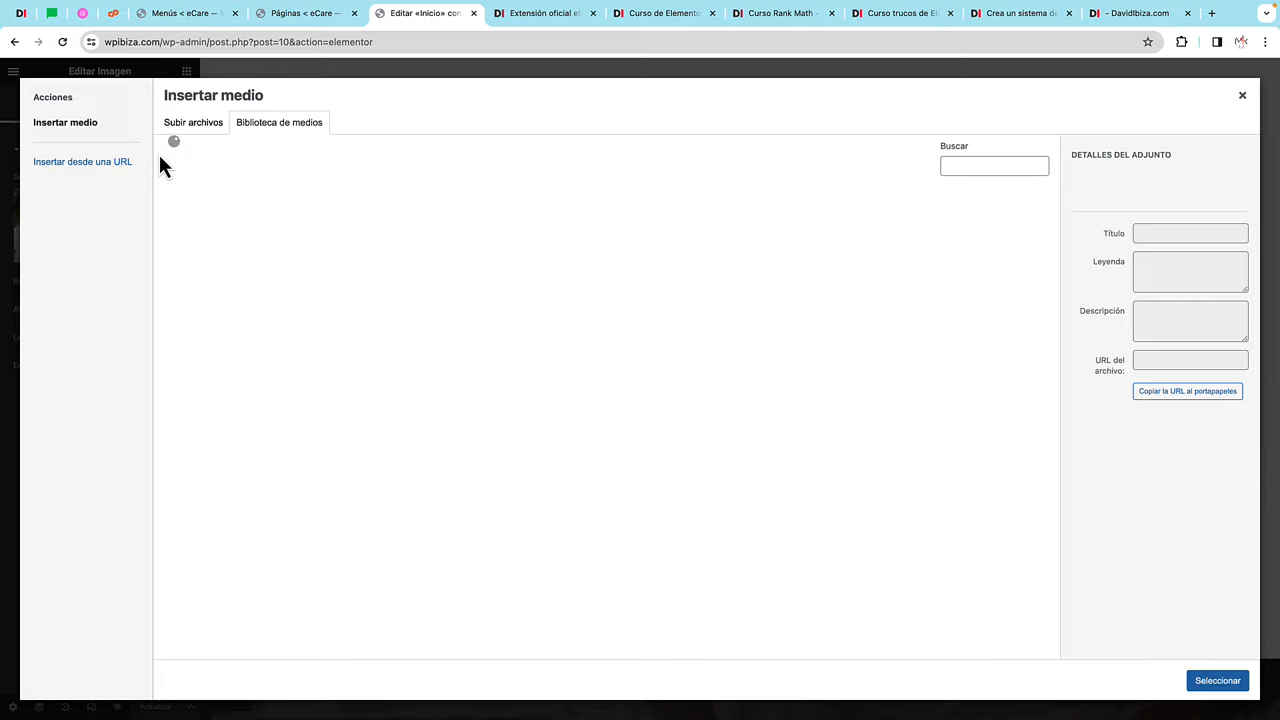 Menús < eCare — W
Páginas < eCare —
Editar «Inicio» con
Extensión oficial el
Curso de Elemento
Curso Rank Math -
Curso trucos de El
Crea un sistema de
- DavidIbiza.com
wpibiza.com/wp-admin/post.php?post=10&action=elementor
Editar Imagen
Acciones
Insertar medio
Insertar desde una URL
Insertar medio
Subir archivos
Biblioteca de medios
Buscar
DETALLES DEL ADJUNTO
Título
Leyenda
Descripción
URL del
archivo:
Copiar la URL al portapapeles
Seleccionar
Actualizar